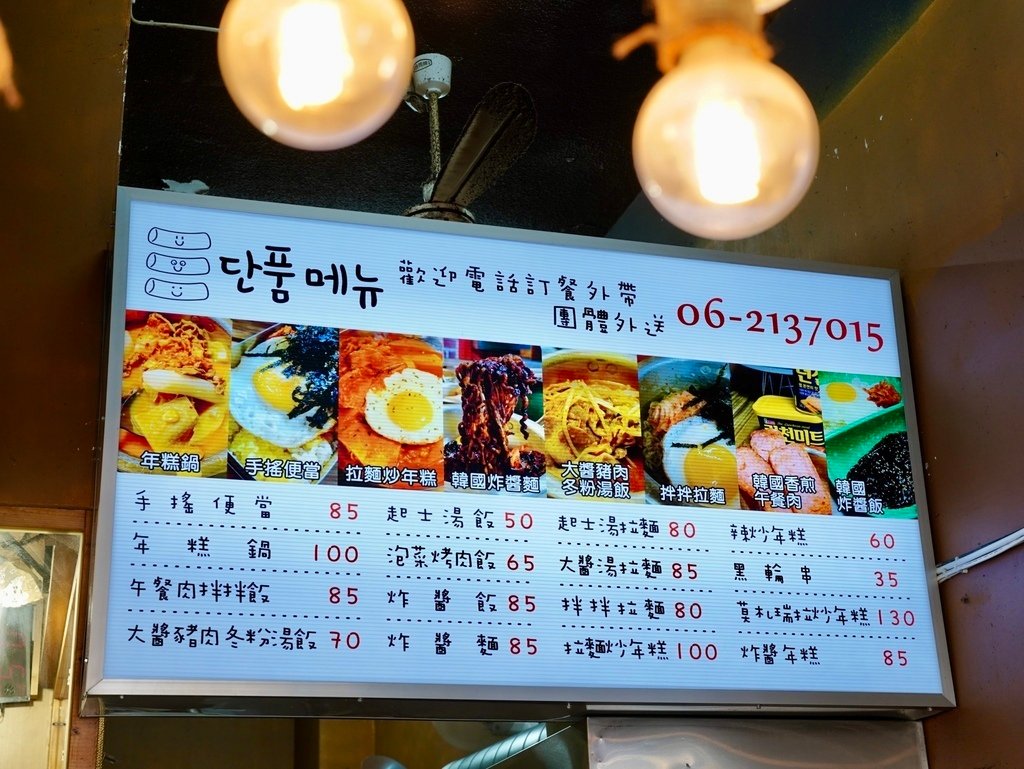 단품 메뉴 歡迎電話訂餐外帶
團體外送 06-2137015
年糕鍋 手搖便當 拉麵炒年糕 韓國炸醬麵 大醬豬肉冬粉湯飯 拌拌拉麵 韓國香煎午餐肉 韓國炸醬飯
手搖便當 85 起士湯飯 50 起士湯拉麵 80 辣炒年糕 60
年糕鍋 100 泡菜烤肉飯 65 大醬湯拉麵 85 黑輪串 35
午餐肉拌拌飯 85 炸醬飯 85 拌拌拉麵 80 莫札瑞拉炒年糕 130
大醬豬肉冬粉湯飯 70 炸醬麵 85 拉麵炒年糕 100 炸醬年糕 85